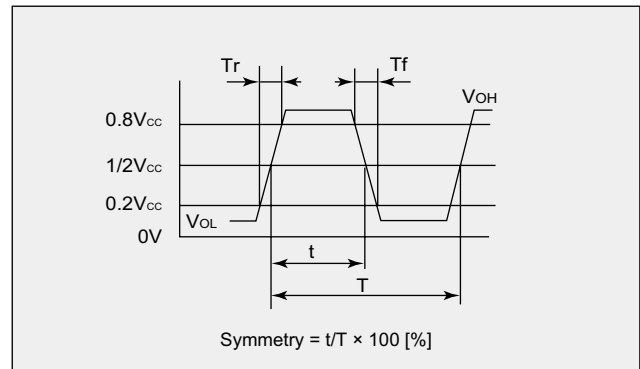 Tr
Tf
VOH
0.8Vcc
1/2Vcc
0.2Vcc
VOL
0V
t
T
Symmetry = t/T × 100 [%]